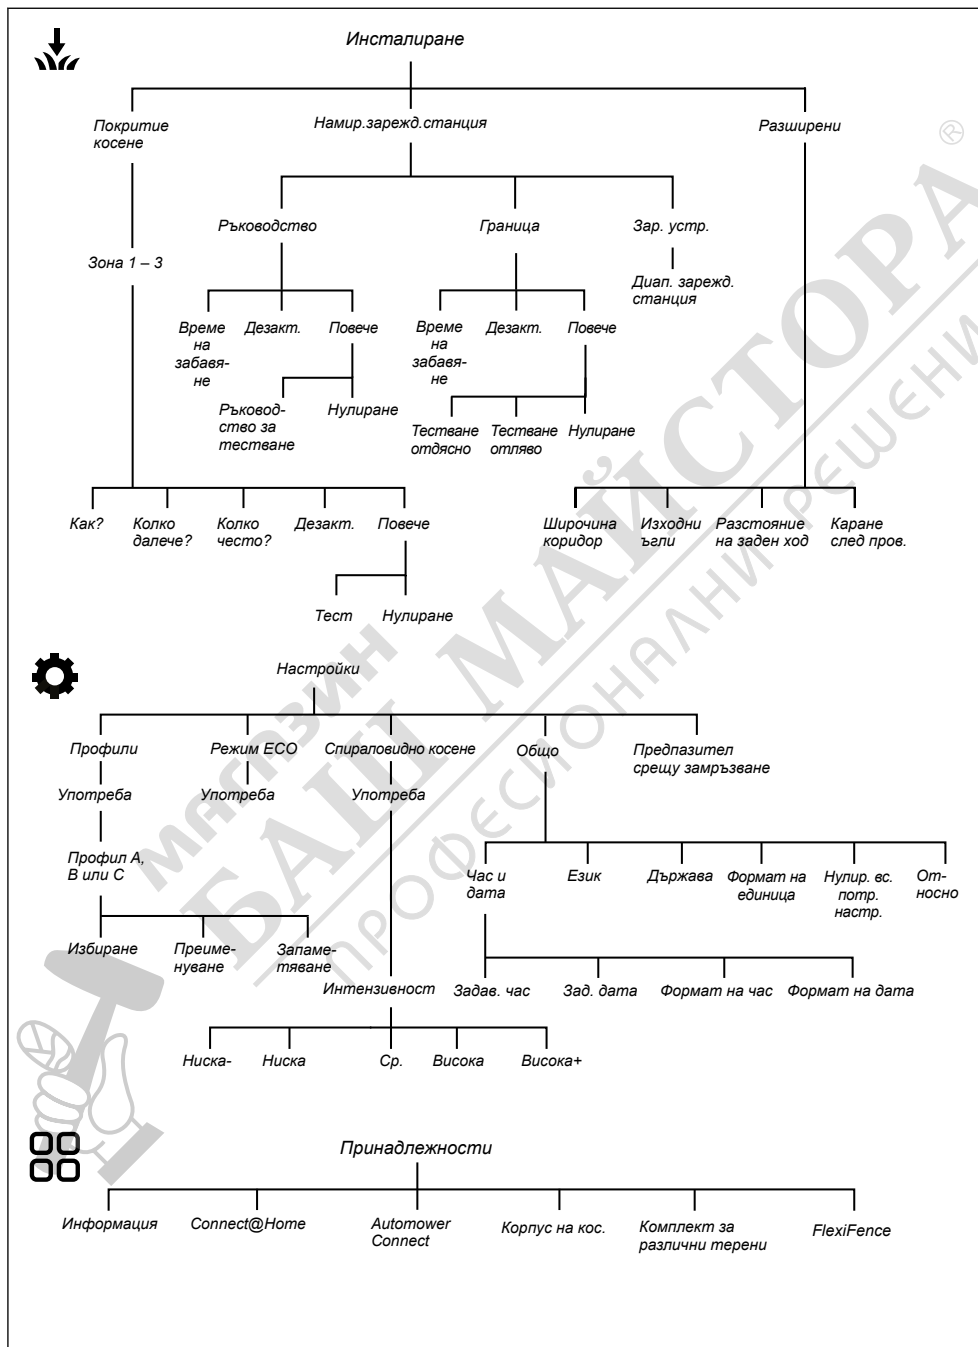 Инсталиране
Покритие
косене
Намир.зарежд.станция
Разширени
Ръководство
Граница
Зар. устр.
Зона 1 – 3
Диап. зарежд.
станция
Време
на
забавя-
не
Дезакт.
Повече
Време
на
забавя-
не
Дезакт.
Повече
Ръковод-
ство за
тестване
Нулиране
Тестване
отдясно
Тестване
отляво
Нулиране
Как?
Колко
далече?
Колко
често?
Дезакт.
Повече
Широчина
коридор
Изходни
ъгли
Разстояние
на заден ход
Каране
след пров.
Тест
Нулиране
Настройки
Профили
Режим ECO
Спираловидно косене
Общо
Предпазител
срещу замръзване
Употреба
Употреба
Употреба
Профил A,
B или C
Час и
дата
Език
Държава
Формат на
единица
Нулир. вс.
потр.
настр.
От-
носно
Избиране
Преиме-
нуване
Запаме-
тяване
Интензивност
Задав. час
Зад. дата
Формат на час
Формат на дата
Ниска-
Ниска
Ср.
Висока
Висока+
Принадлежности
Информация
Connect@Home
Automower
Connect
Корпус на кос.
Комплект за
различни терени
FlexiFence
МАГАЗИН
БАШ МАЙСТОРА ®
ПРОФЕСИОНАЛНИ РЕШЕНИ